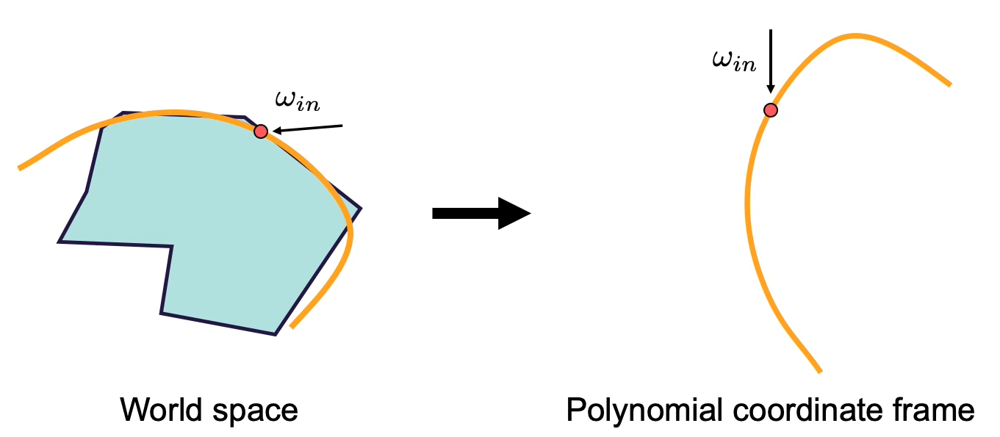 ω_in
ω_in
World space
Polynomial coordinate frame